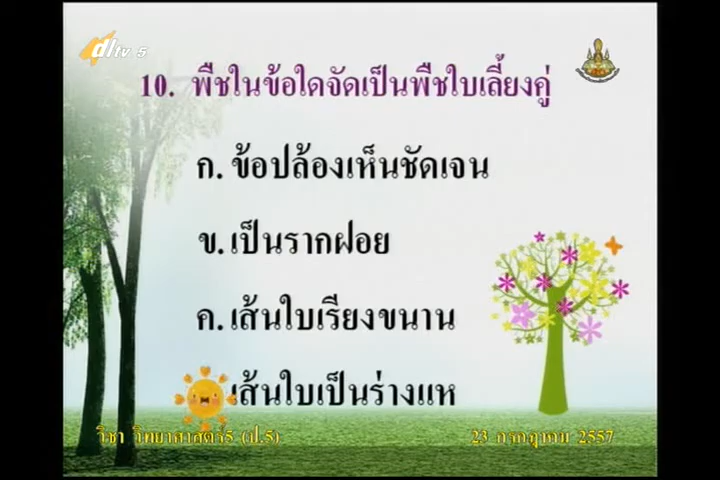 dltv 5
10. พืชในข้อใดจัดเป็นพืชใบเลี้ยงคู่
ก. ข้อปล้องเห็นชัดเจน
ข. เป็นรากฝอย
ค. เส้นใบเรียงขนาน
เส้นใบเป็นร่างแห
วิชา วิทยาศาสตร์5 (ป.5) 23 กรกฎาคม 2557